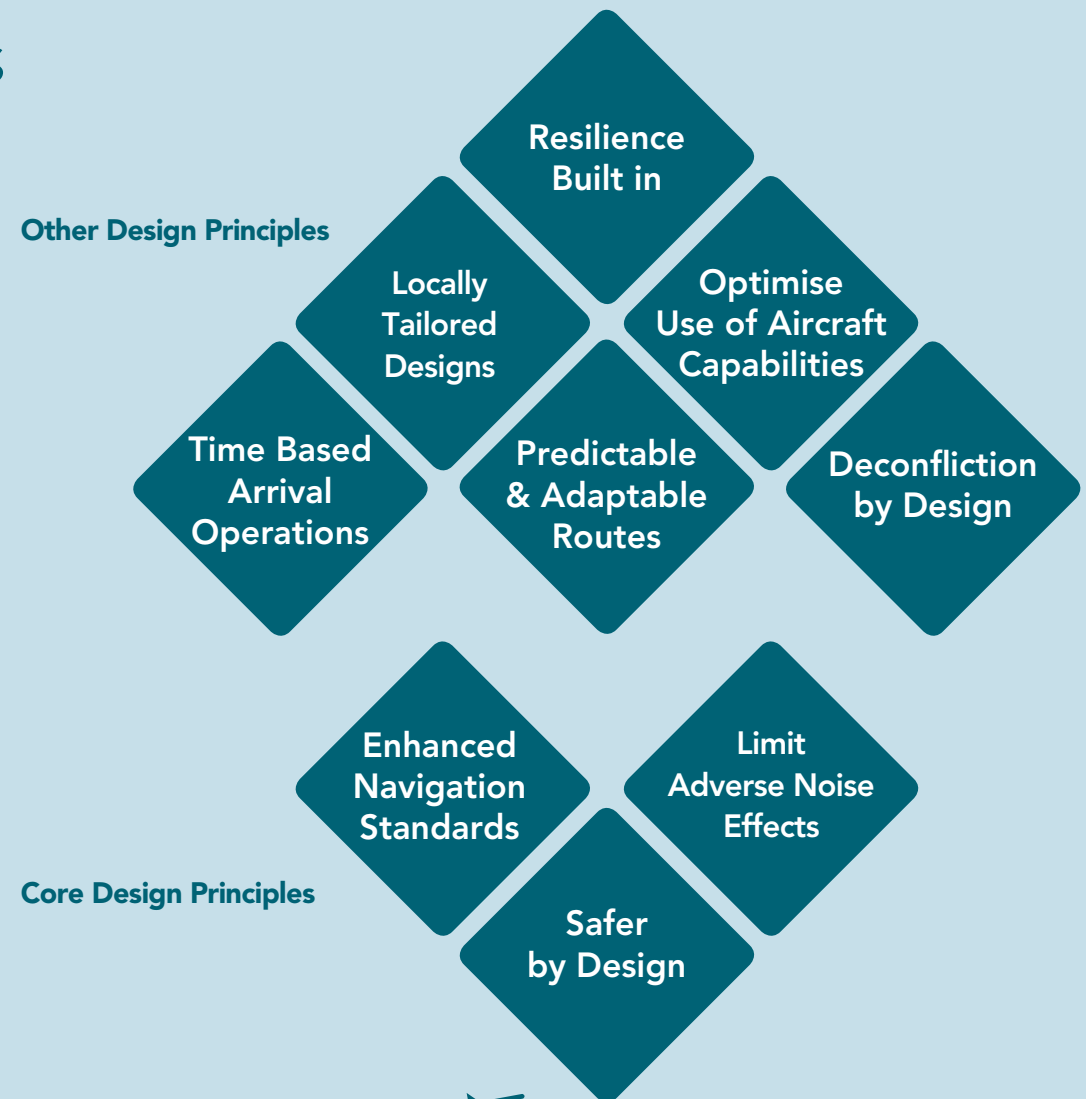 s
Resilience
Built in
Other Design Principles
Locally
Tailored
Designs
Optimise
Use of Aircraft
Capabilities
Time Based
Arrival
Operations
Predictable
& Adaptable
Routes
Deconfliction
by Design
Enhanced
Navigation
Standards
Limit
Adverse Noise
Effects
Core Design Principles
Safer
by Design